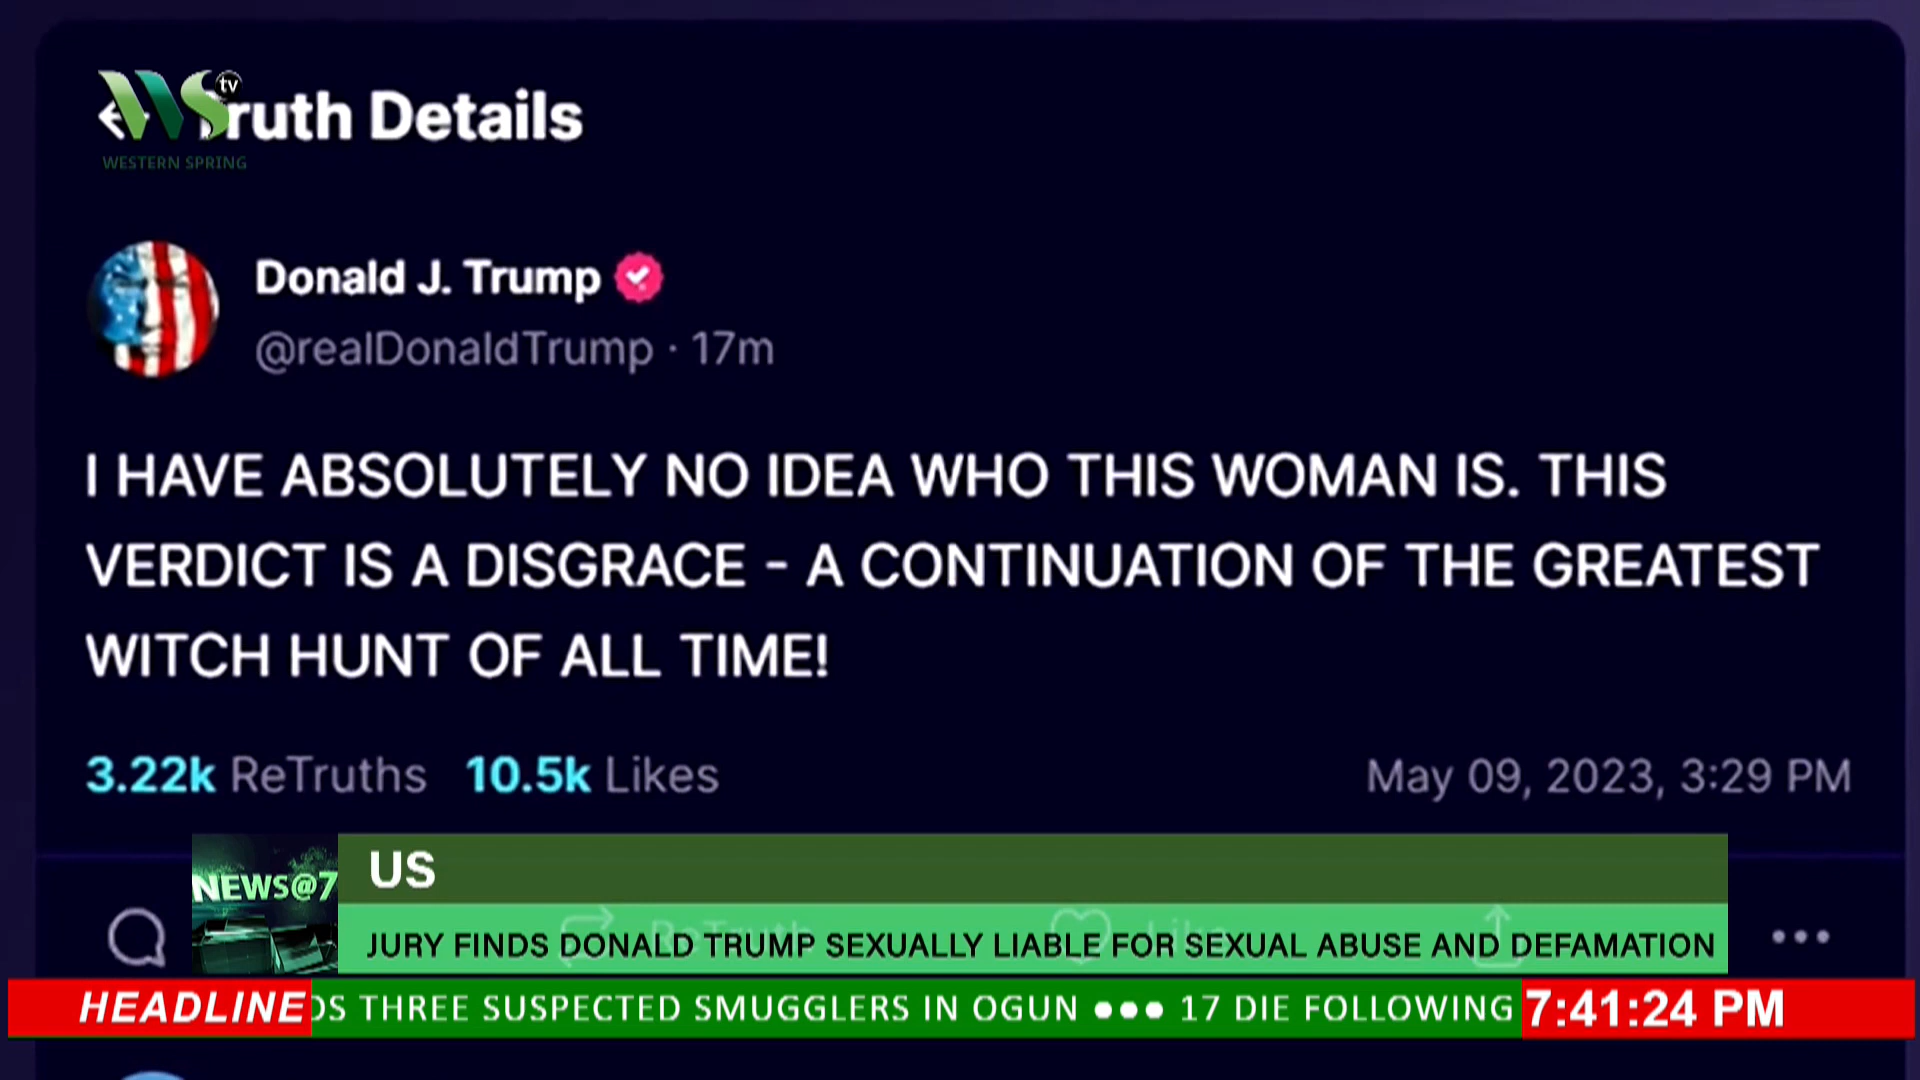 WS tv
WESTERN SPRING
Truth Details
Donald J. Trump
@realDonaldTrump · 17m
I HAVE ABSOLUTELY NO IDEA WHO THIS WOMAN IS. THIS
VERDICT IS A DISGRACE - A CONTINUATION OF THE GREATEST
WITCH HUNT OF ALL TIME!
3.22k ReTruths 10.5k Likes
May 09, 2023, 3:29 PM
NEWS@7
US
ReTruth Like
JURY FINDS DONALD TRUMP SEXUALLY LIABLE FOR SEXUAL ABUSE AND DEFAMATION
HEADLINE
DS THREE SUSPECTED SMUGGLERS IN OGUN ●●● 17 DIE FOLLOWING
7:41:24 PM